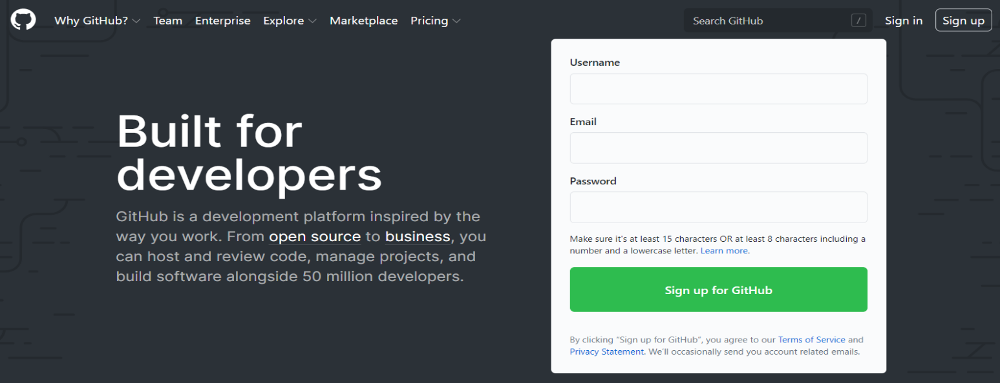 Why GitHub? Team Enterprise Explore Marketplace Pricing Search GitHub / Sign in Sign up
Built for
developers
GitHub is a development platform inspired by the
way you work. From open source to business, you
can host and review code, manage projects, and
build software alongside 50 million developers.
Username
Email
Password
Make sure it's at least 15 characters OR at least 8 characters including a
number and a lowercase letter. Learn more.
Sign up for GitHub
By clicking “Sign up for GitHub”, you agree to our Terms of Service and
Privacy Statement. We’ll occasionally send you account related emails.